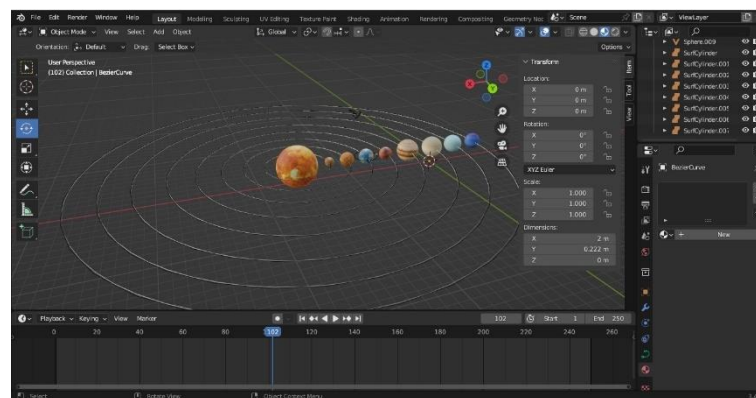 File Edit Render Window Help Layout Modeling Sculpting UV Editing Texture Paint Shading Animation Rendering Compositing Geometry Nod Scene ViewLayer
Object Mode View Select Add Object Global
Orientation: Default Drag: Select Box Options
User Perspective
(102) Collection | BezierCurve
Transform
Location:
X 0 m
Y 0 m
Z 0 m
Rotation:
X 0°
Y 0°
Z 0°
XYZ Euler
Scale:
X 1.000
Y 1.000
Z 1.000
Dimensions:
X 2 m
Y 0.222 m
Z 0 m
Item
Tool
View
Sphere.009
SurfCylinder
SurfCylinder.001
SurfCylinder.002
SurfCylinder.003
SurfCylinder.004
SurfCylinder.005
SurfCylinder.006
SurfCylinder.007
BezierCurve
New
Playback Keying View Marker 102 Start 1 End 250
0 20 40 60 80 102 120 140 160 180 200 220 240 260
Select Rotate View Object Context Menu